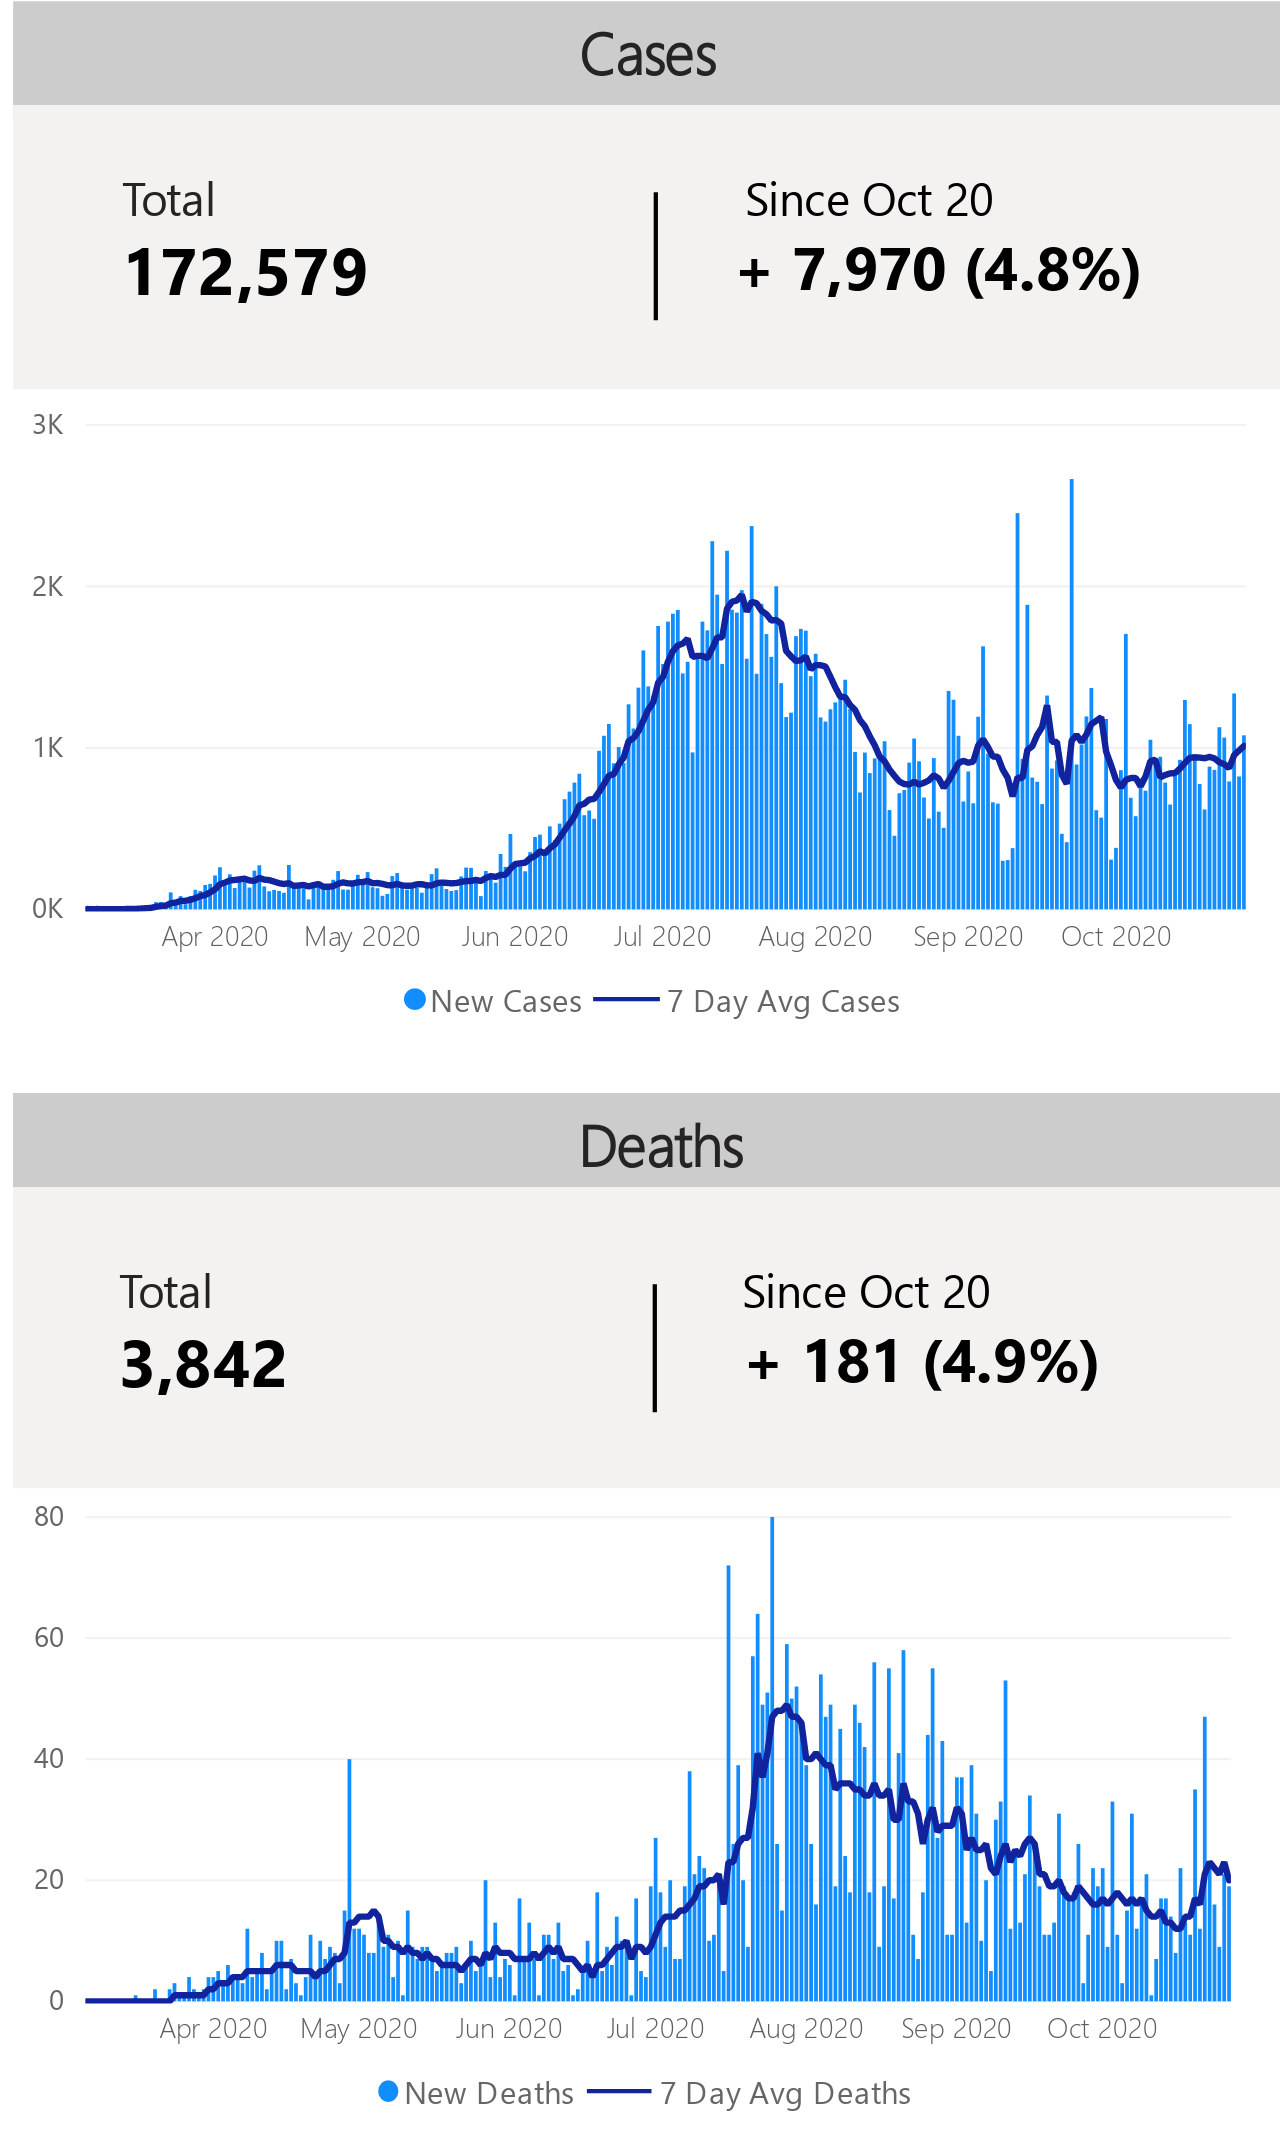 Cases
Total
Since Oct 20
172,579
+ 7,970 (4.8%)
3K
2K
1K
0K
Apr 2020 May 2020 Jun 2020 Jul 2020 Aug 2020 Sep 2020 Oct 2020
New Cases 7 Day Avg Cases
Deaths
Total
Since Oct 20
3,842
+ 181 (4.9%)
80
60
40
20
0
Apr 2020 May 2020 Jun 2020 Jul 2020 Aug 2020 Sep 2020 Oct 2020
New Deaths 7 Day Avg Deaths